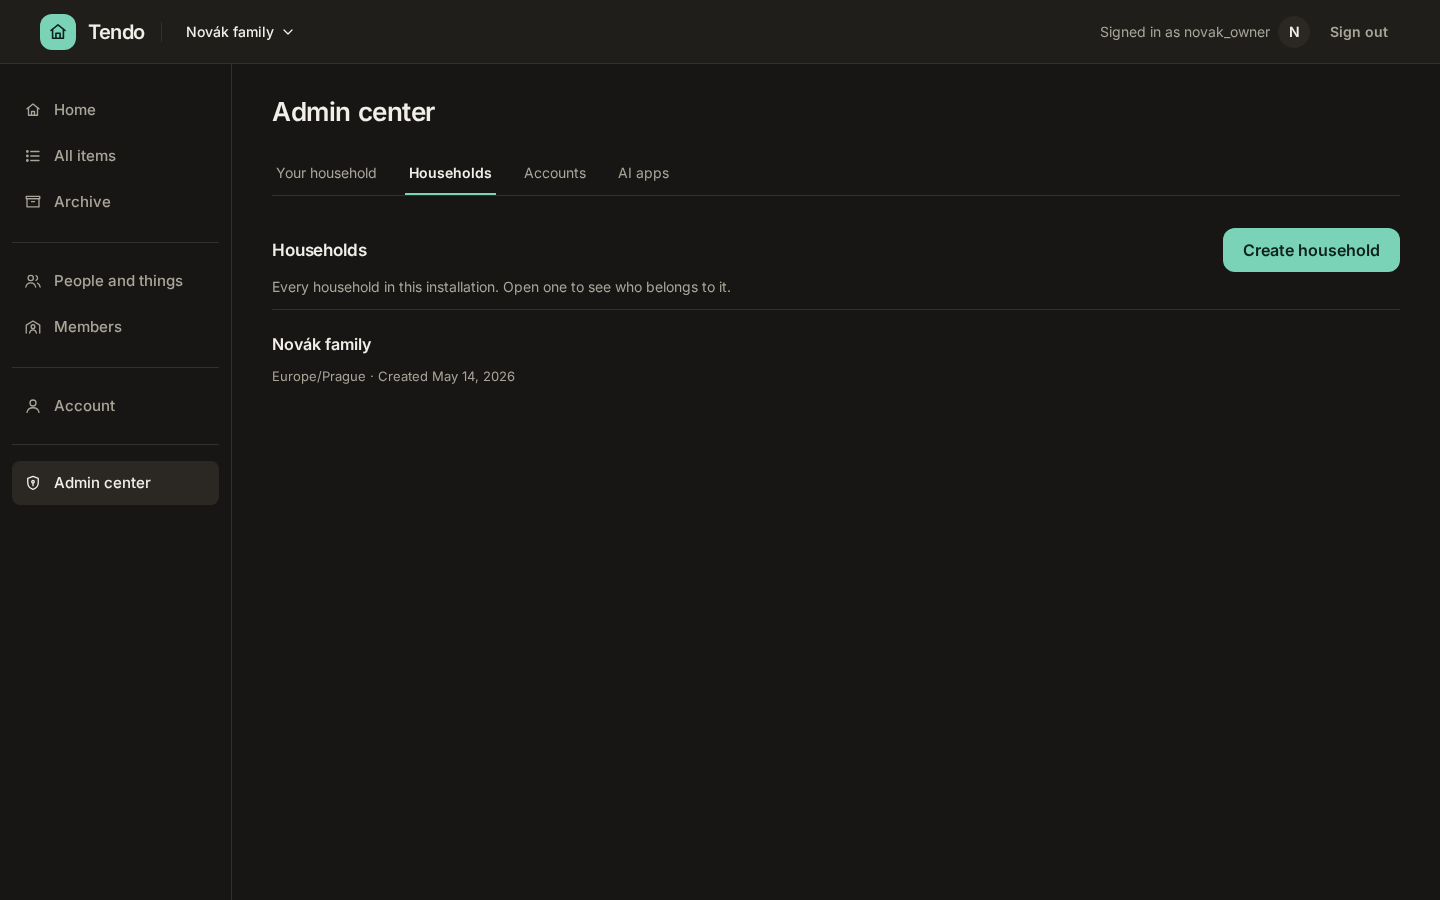 Tendo
Novák family
Signed in as novak_owner
N
Sign out
Home
All items
Archive
People and things
Members
Account
Admin center
Admin center
Your household
Households
Accounts
AI apps
Households
Create household
Every household in this installation. Open one to see who belongs to it.
Novák family
Europe/Prague · Created May 14, 2026